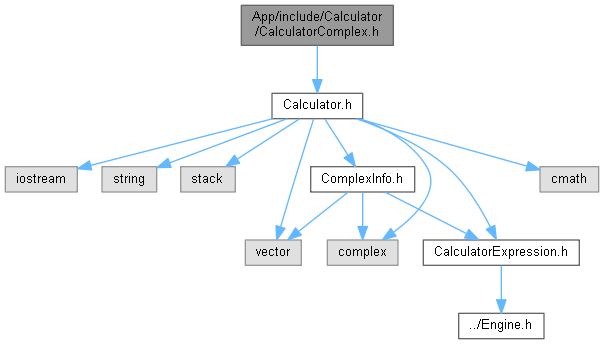 App/include/Calculator
/CalculatorComplex.h
Calculator.h
iostream
string
stack
ComplexInfo.h
cmath
vector
complex
CalculatorExpression.h
../Engine.h